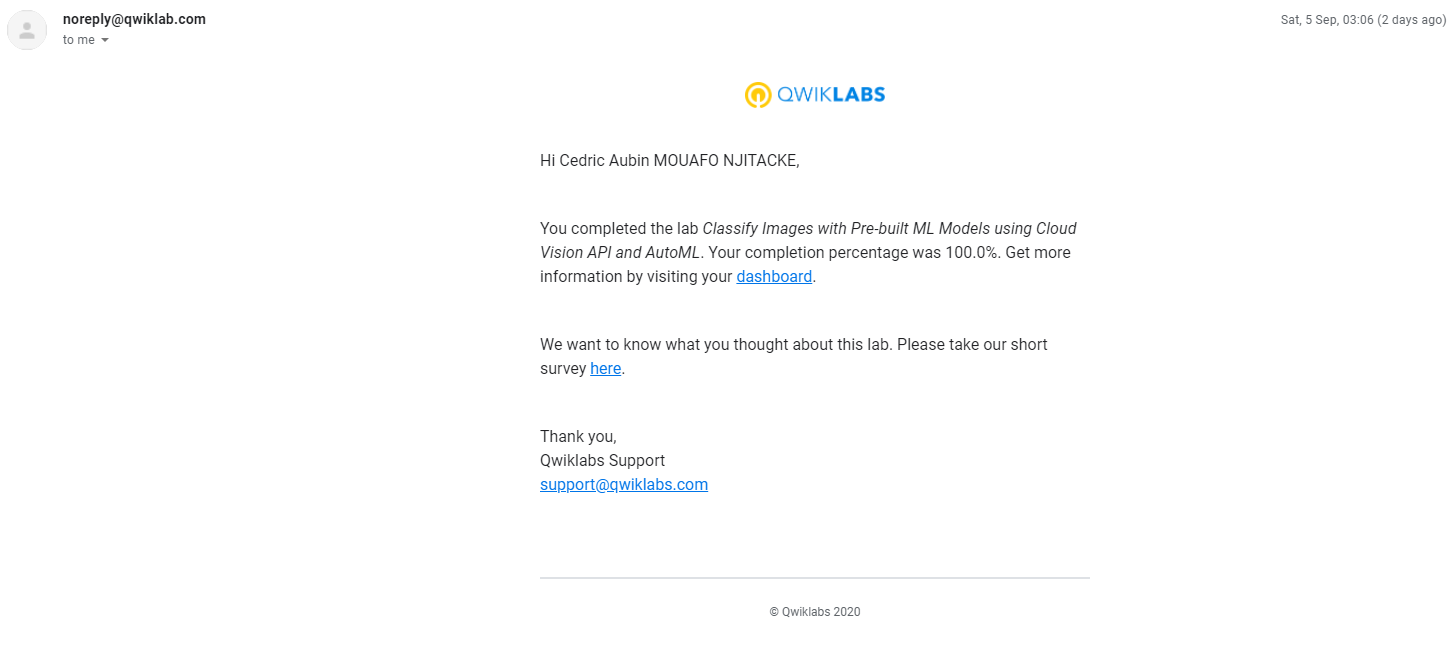 noreply@qwiklab.com
Sat, 5 Sep, 03:06 (2 days ago)
to me
QWIKLABS
Hi Cedric Aubin MOUAFO NJITACKE,
You completed the lab Classify Images with Pre-built ML Models using Cloud
Vision API and AutoML. Your completion percentage was 100.0%. Get more
information by visiting your dashboard.
We want to know what you thought about this lab. Please take our short
survey here.
Thank you,
Qwiklabs Support
support@qwiklabs.com
© Qwiklabs 2020